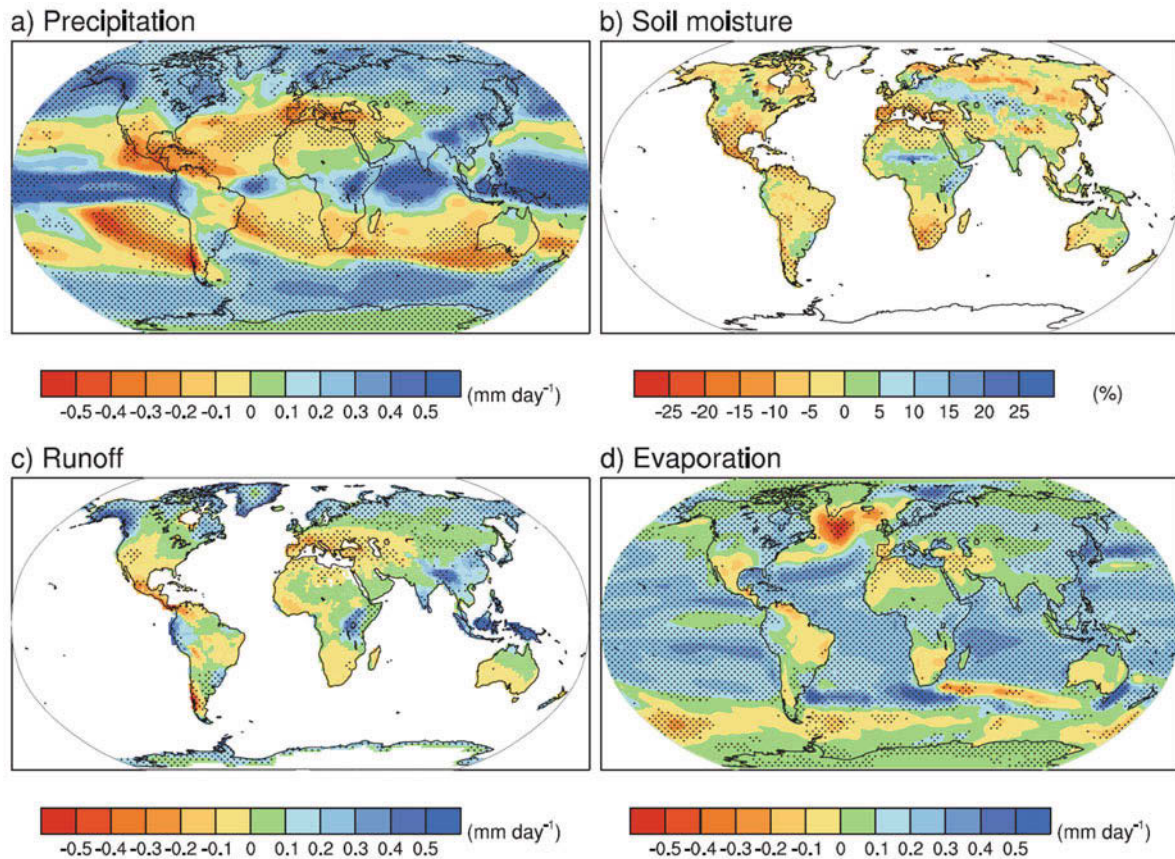 a) Precipitation
b) Soil moisture
-0.5 -0.4 -0.3 -0.2 -0.1 0 0.1 0.2 0.3 0.4 0.5 (mm day⁻¹)
-25 -20 -15 -10 -5 0 5 10 15 20 25 (%)
c) Runoff
d) Evaporation
-0.5 -0.4 -0.3 -0.2 -0.1 0 0.1 0.2 0.3 0.4 0.5 (mm day⁻¹)
-0.5 -0.4 -0.3 -0.2 -0.1 0 0.1 0.2 0.3 0.4 0.5 (mm day⁻¹)